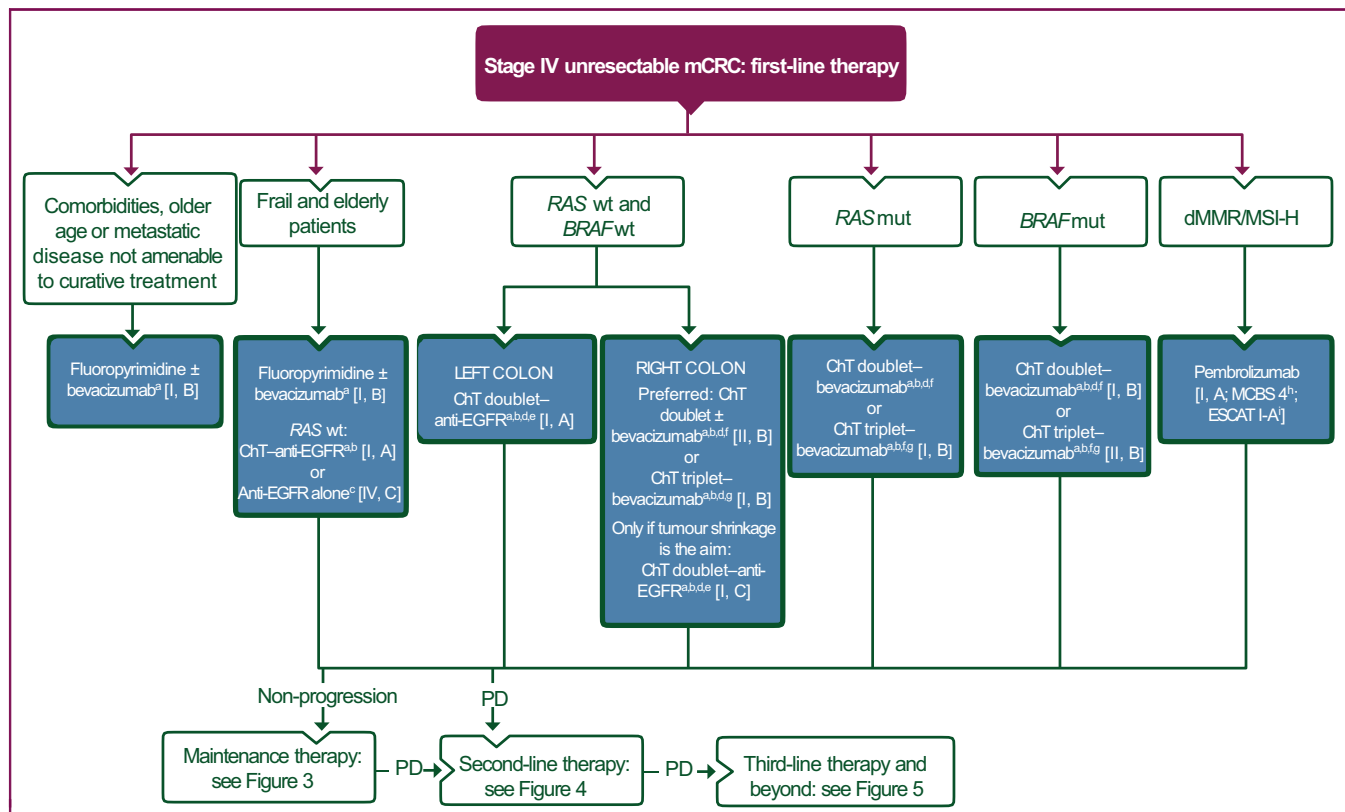 Stage IV unresectable mCRC: first-line therapy
Comorbidities, older
age or metastatic
disease not amenable
to curative treatment
Frail and elderly
patients
RAS wt and
BRAF wt
RAS mut
BRAF mut
dMMR/MSI-H
Fluoropyrimidine ±
bevacizumabᵃ [I, B]
Fluoropyrimidine ±
bevacizumabᵃ [I, B]
RAS wt:
ChT–anti-EGFRᵃ,ᵇ [I, A]
or
Anti-EGFR aloneᶜ [IV, C]
LEFT COLON
ChT doublet–
anti-EGFRᵃ,ᵇ,ᵈ,ᵉ [I, A]
RIGHT COLON
Preferred: ChT
doublet ±
bevacizumabᵃ,ᵇ,ᵈ,ᶠ [II, B]
or
ChT triplet–
bevacizumabᵃ,ᵇ,ᵈ,ᵍ [I, B]
Only if tumour shrinkage
is the aim:
ChT doublet–anti-
EGFRᵃ,ᵇ,ᵈ,ᵉ [I, C]
ChT doublet–
bevacizumabᵃ,ᵇ,ᵈ,ᶠ
or
ChT triplet–
bevacizumabᵃ,ᵇ,ᶠ,ᵍ [I, B]
ChT doublet–
bevacizumabᵃ,ᵇ,ᵈ,ᶠ [I, B]
or
ChT triplet–
bevacizumabᵃ,ᵇ,ᶠ,ᵍ [II, B]
Pembrolizumab
[I, A; MCBS 4ʰ;
ESCAT I-Aⁱ]
Non-progression
PD
Maintenance therapy:
see Figure 3
PD
Second-line therapy:
see Figure 4
PD
Third-line therapy and
beyond: see Figure 5